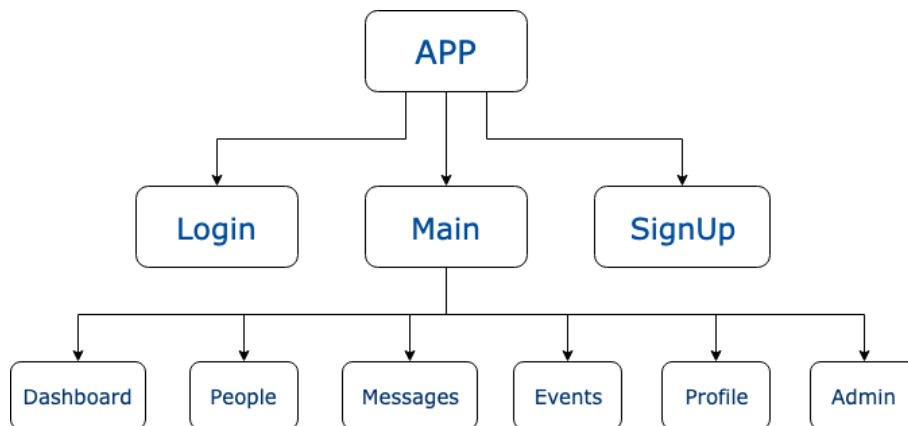 APP
Login
Main
SignUp
Dashboard
People
Messages
Events
Profile
Admin